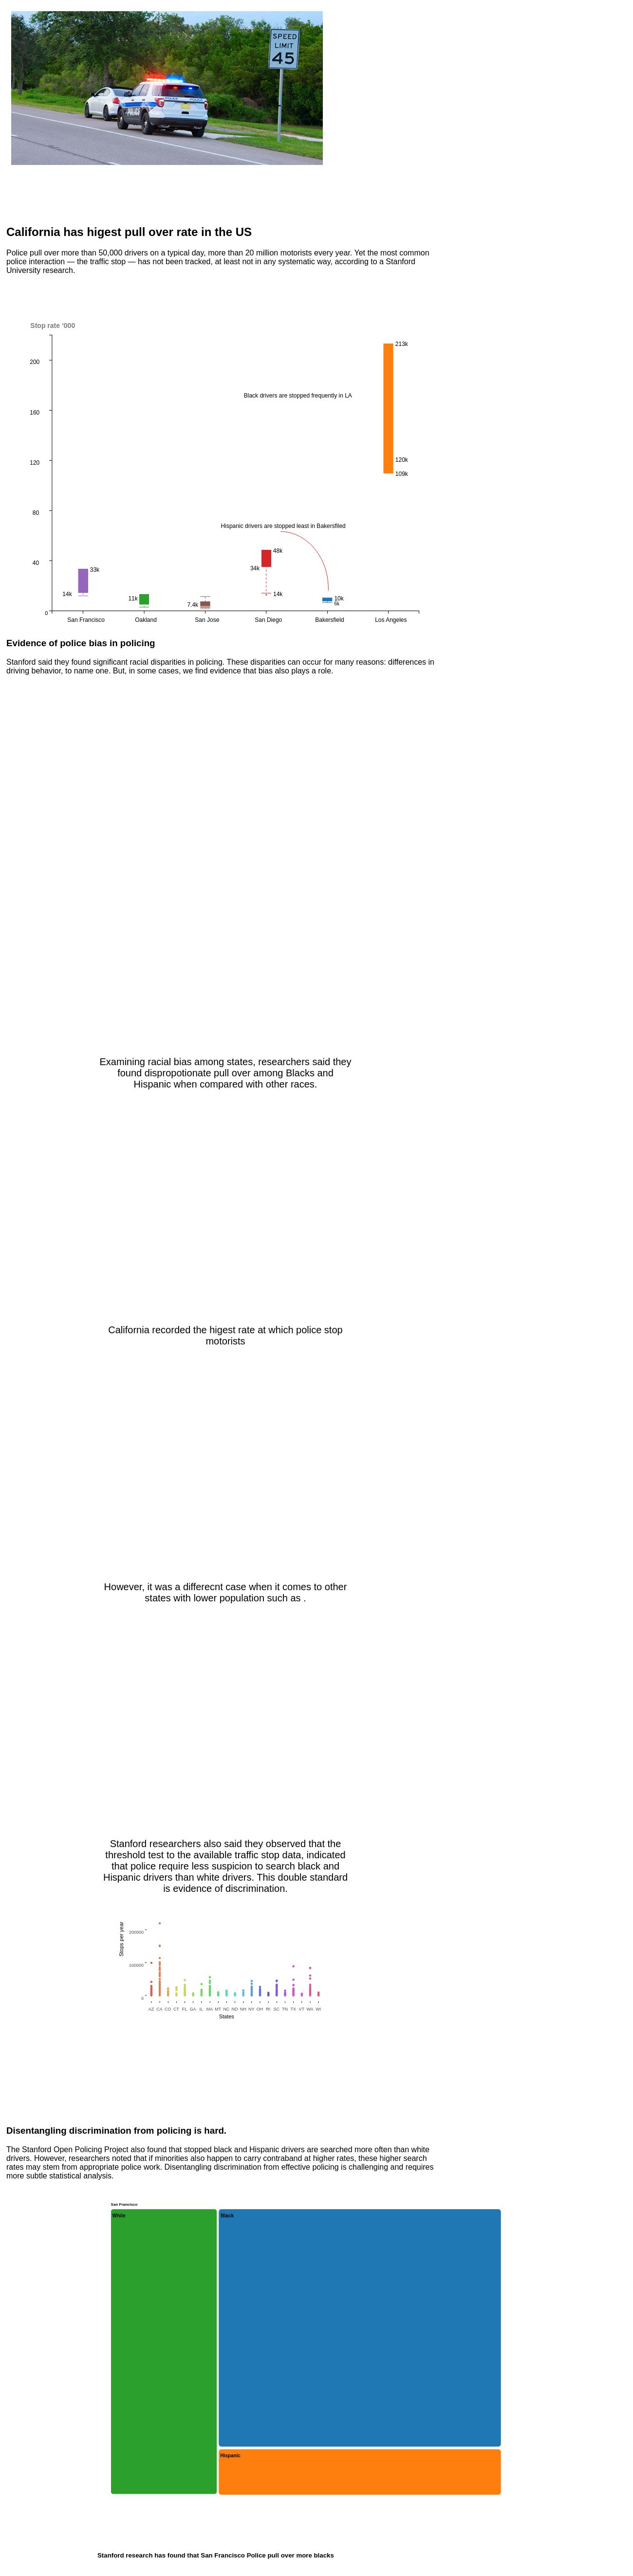 SPEED
LIMIT
45
POLICE
California has higest pull over rate in the US
Police pull over more than 50,000 drivers on a typical day, more than 20 million motorists every year. Yet the most common
police interaction — the traffic stop — has not been tracked, at least not in any systematic way, according to a Stanford
University research.
Stop rate '000
200
160
120
80
40
0
213k
Black drivers are stopped frequently in LA
120k
109k
Hispanic drivers are stopped least in Bakersfiled
48k
34k
14k
33k
14k
11k
7.4k
10k
6k
San Francisco
Oakland
San Jose
San Diego
Bakersfield
Los Angeles
Evidence of police bias in policing
Stanford said they found significant racial disparities in policing. These disparities can occur for many reasons: differences in
driving behavior, to name one. But, in some cases, we find evidence that bias also plays a role.
Examining racial bias among states, researchers said they
found dispropotionate pull over among Blacks and
Hispanic when compared with other races.
California recorded the higest rate at which police stop
motorists
However, it was a differecnt case when it comes to other
states with lower population such as .
Stanford researchers also said they observed that the
threshold test to the available traffic stop data, indicated
that police require less suspicion to search black and
Hispanic drivers than white drivers. This double standard
is evidence of discrimination.
Stops per year
200000
100000
0
AZ CA CO CT FL GA IL MA MT NC ND NH NY OH RI SC TN TX VT WA WI
States
Disentangling discrimination from policing is hard.
The Stanford Open Policing Project also found that stopped black and Hispanic drivers are searched more often than white
drivers. However, researchers noted that if minorities also happen to carry contraband at higher rates, these higher search
rates may stem from appropriate police work. Disentangling discrimination from effective policing is challenging and requires
more subtle statistical analysis.
San Francisco
White
Black
Hispanic
Stanford research has found that San Francisco Police pull over more blacks